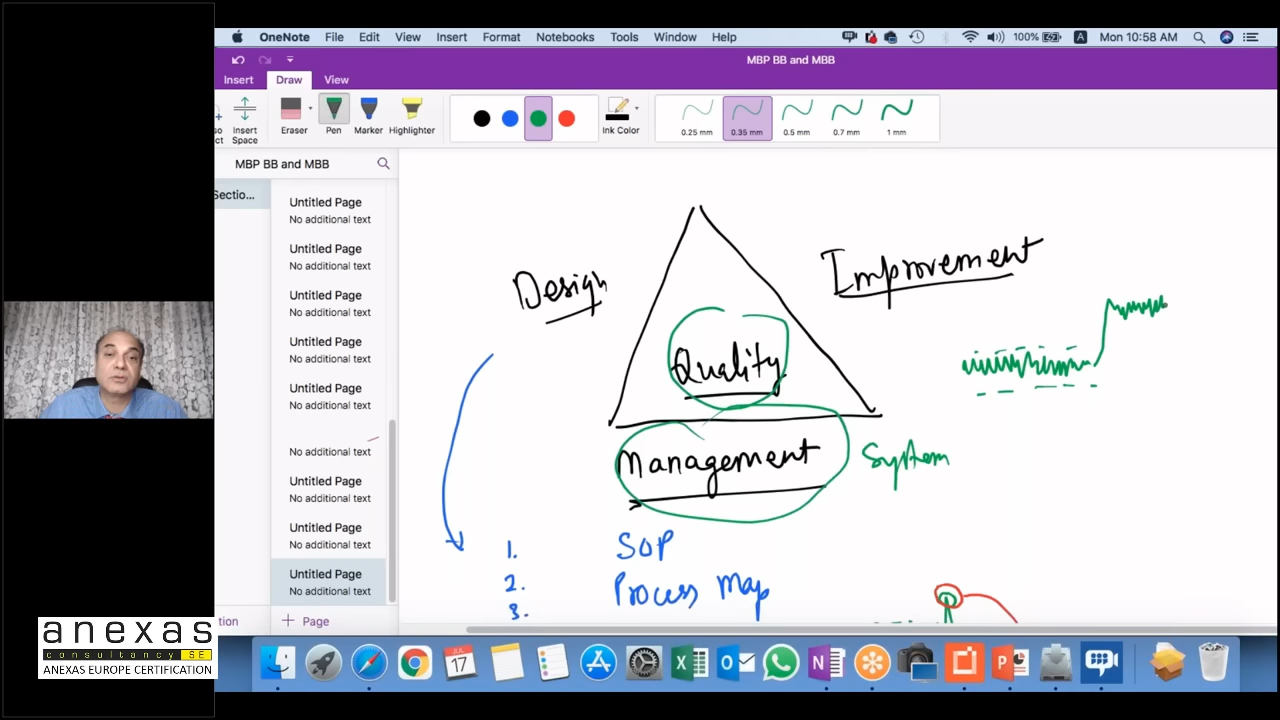 OneNote File Edit View Insert Format Notebooks Tools Window Help 100% A Mon 10:58 AM
MBP BB and MBB
Insert Draw View
Insert Space
Eraser
Pen
Marker
Highlighter
Ink Color
0.25 mm
0.35 mm
0.5 mm
0.7 mm
1 mm
MBP BB and MBB
Sectio...
Untitled Page
No additional text
Untitled Page
No additional text
Untitled Page
No additional text
Untitled Page
No additional text
Untitled Page
No additional text
No additional text
Untitled Page
No additional text
Untitled Page
No additional text
Untitled Page
No additional text
+ Page
Design
Improvement
Quality
Management
System
1. SOP
2. Process Map
3.
JUL
17
anexas
consultancy SE
ANEXAS EUROPE CERTIFICATION